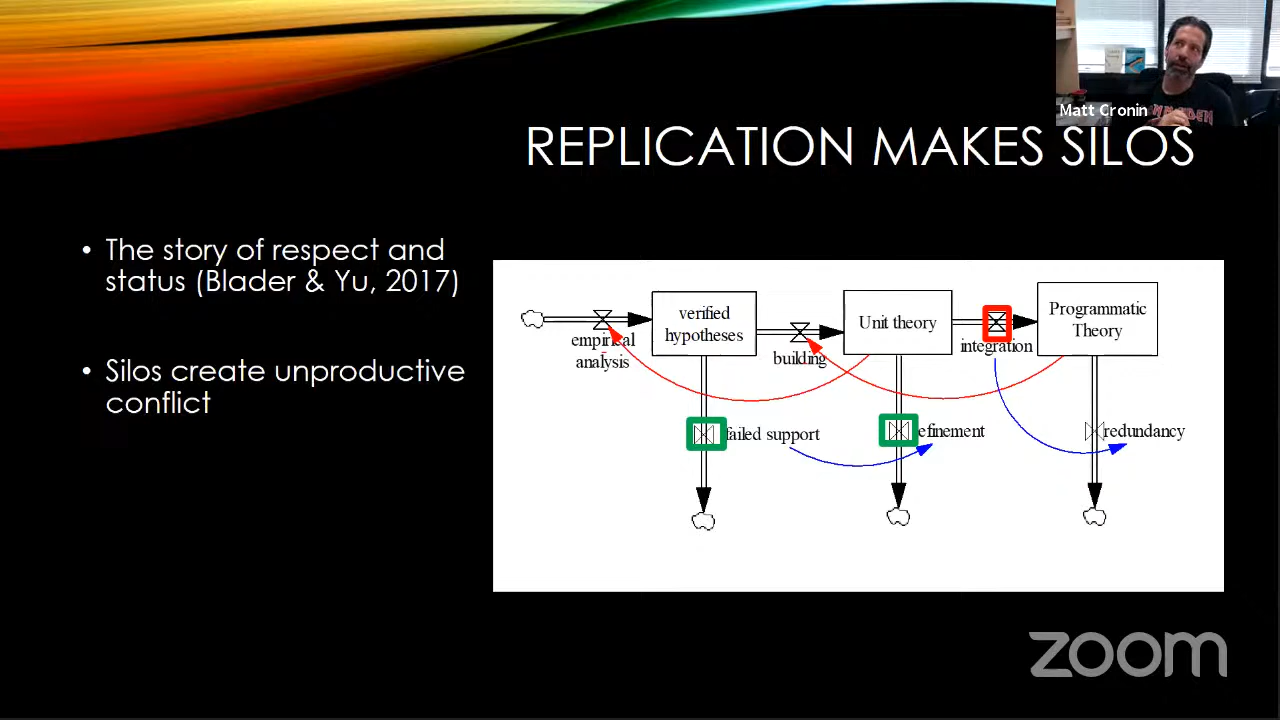 Matt Cronin
REPLICATION MAKES SILOS
• The story of respect and
status (Blader & Yu, 2017)
• Silos create unproductive
conflict
verified
hypotheses
Unit theory
Programmatic
Theory
empirical
analysis
building
integration
failed support
refinement
redundancy
zoom